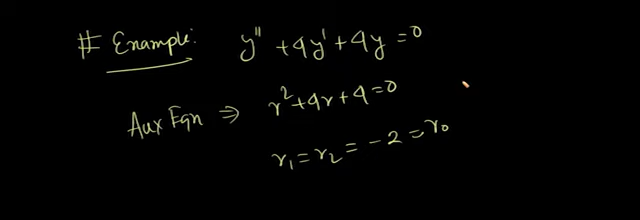 # Example: y'' + 4y' + 4y = 0
Aux Eqn ⇒ r² + 4r + 4 = 0
r₁ = r₂ = -2 = r₀